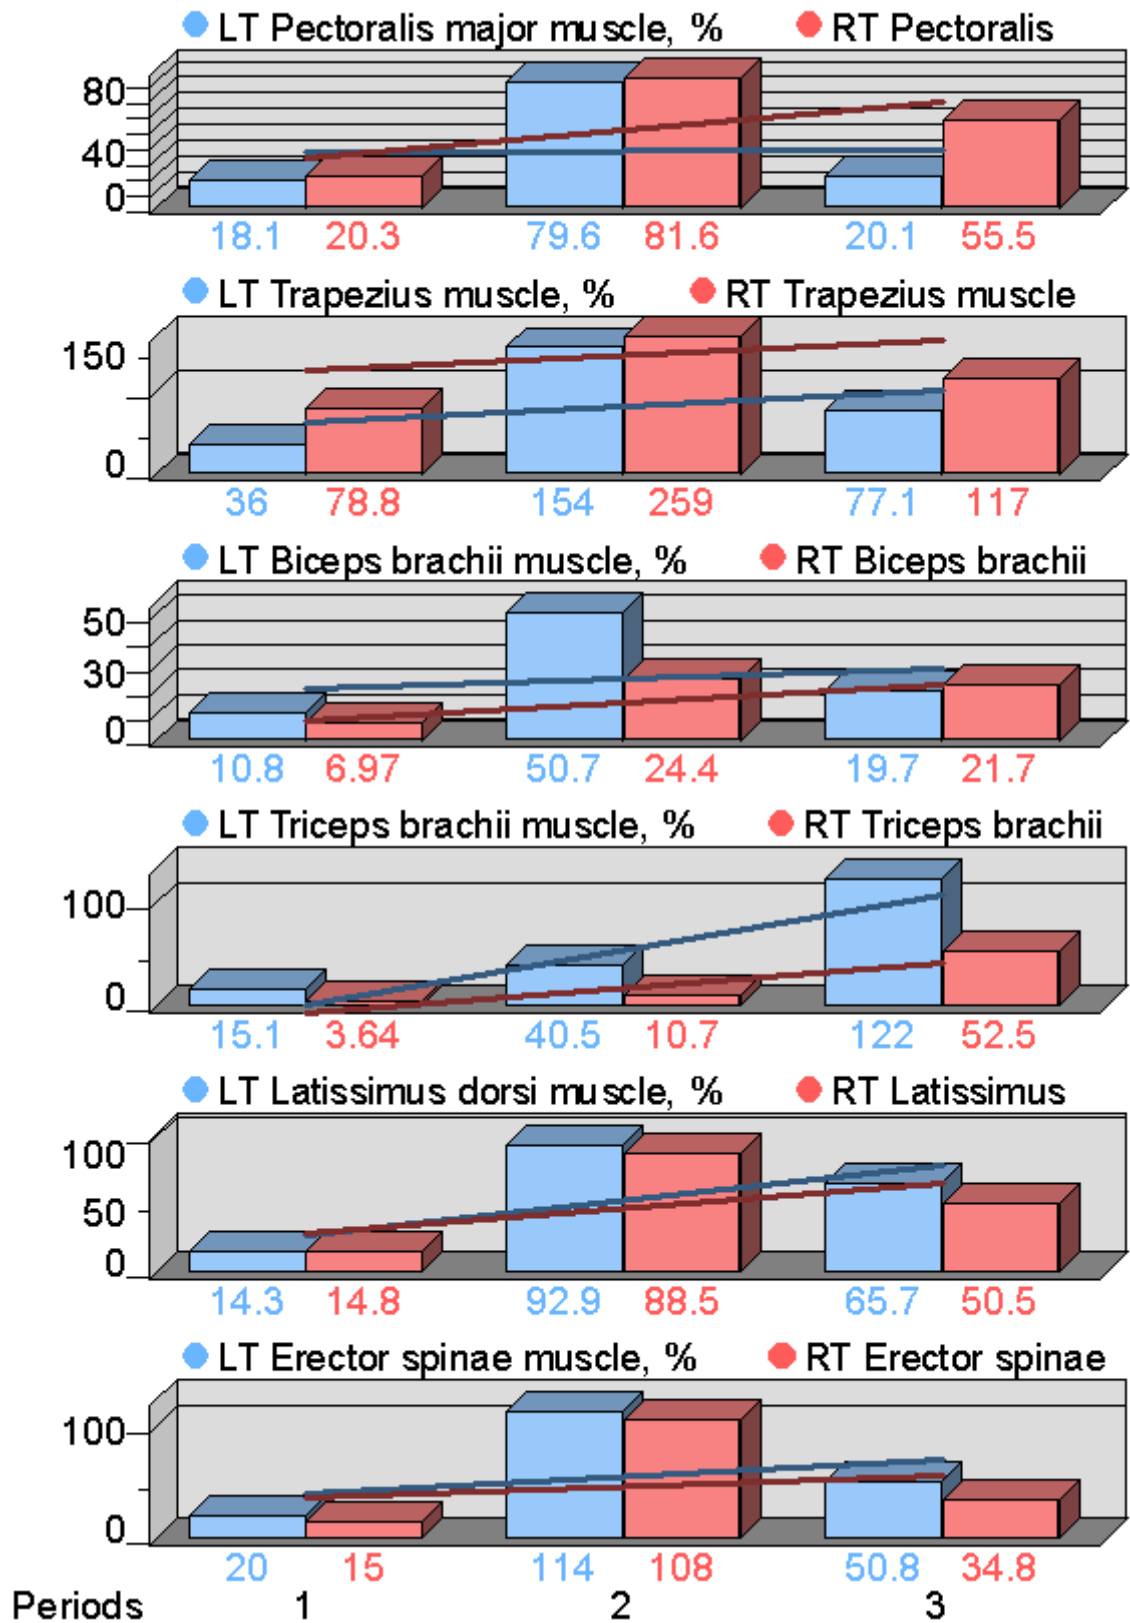 LT Pectoralis major muscle, % RT Pectoralis
80
40
0
18.1 20.3 79.6 81.6 20.1 55.5
LT Trapezius muscle, % RT Trapezius muscle
150
0
36 78.8 154 259 77.1 117
LT Biceps brachii muscle, % RT Biceps brachii
50
30
0
10.8 6.97 50.7 24.4 19.7 21.7
LT Triceps brachii muscle, % RT Triceps brachii
100
0
15.1 3.64 40.5 10.7 122 52.5
LT Latissimus dorsi muscle, % RT Latissimus
100
50
0
14.3 14.8 92.9 88.5 65.7 50.5
LT Erector spinae muscle, % RT Erector spinae
100
0
20 15 114 108 50.8 34.8
Periods 1 2 3